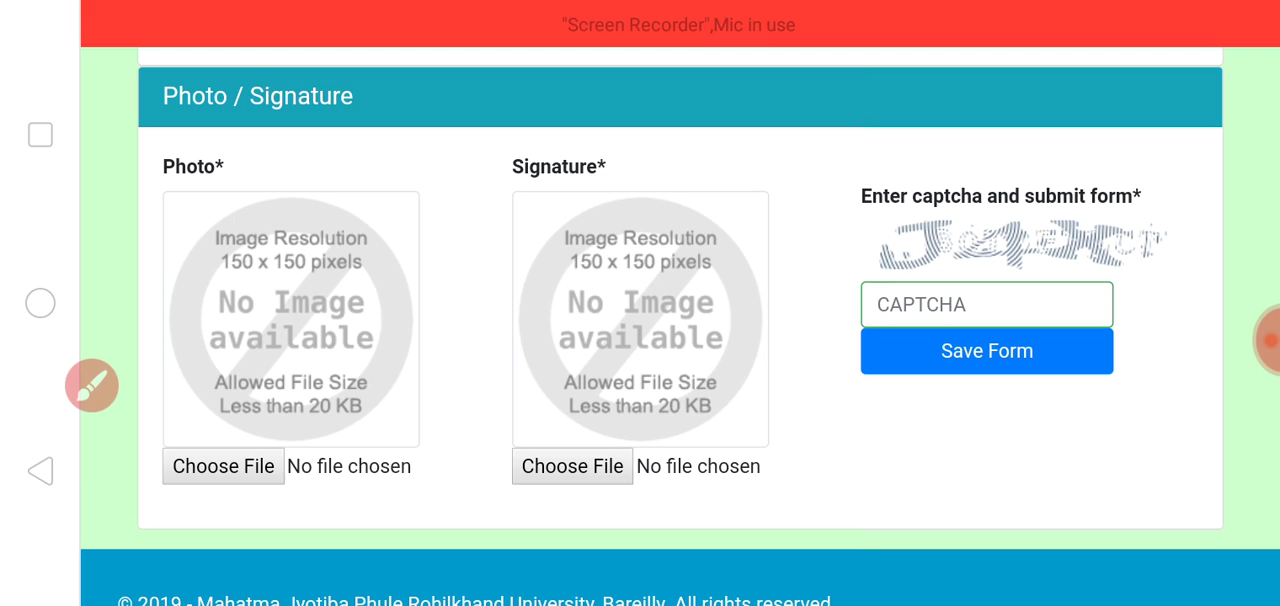 "Screen Recorder",Mic in use
Photo / Signature
Photo*
Image Resolution
150 x 150 pixels
No Image
available
Allowed File Size
Less than 20 KB
Choose File No file chosen
Signature*
Image Resolution
150 x 150 pixels
No Image
available
Allowed File Size
Less than 20 KB
Choose File No file chosen
Enter captcha and submit form*
CAPTCHA
Save Form
© 2019 - Mahatma Jyotiba Phule Rohilkhand University, Bareilly. All rights reserved